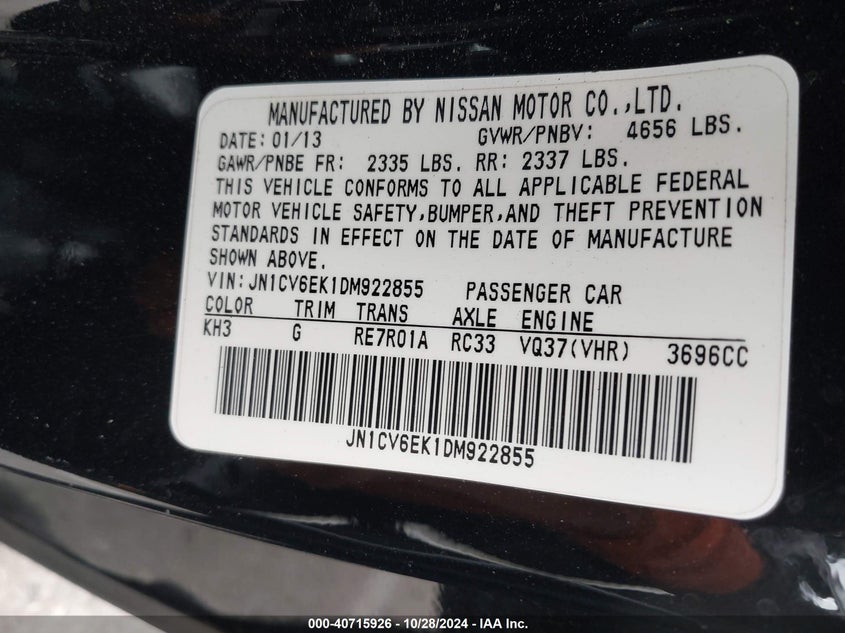 MANUFACTURED BY NISSAN MOTOR CO.,LTD.
DATE: 01/13 GVWR/PNBV: 4656 LBS.
GAWR/PNBE FR: 2335 LBS. RR: 2337 LBS.
THIS VEHICLE CONFORMS TO ALL APPLICABLE FEDERAL
MOTOR VEHICLE SAFETY,BUMPER,AND THEFT PREVENTION
STANDARDS IN EFFECT ON THE DATE OF MANUFACTURE
SHOWN ABOVE.
VIN:JN1CV6EK1DM922855 PASSENGER CAR
COLOR TRIM TRANS AXLE ENGINE
KH3 G RE7R01A RC33 VQ37(VHR) 3696CC
JN1CV6EK1DM922855
000-40715926 - 10/28/2024 - IAA Inc.